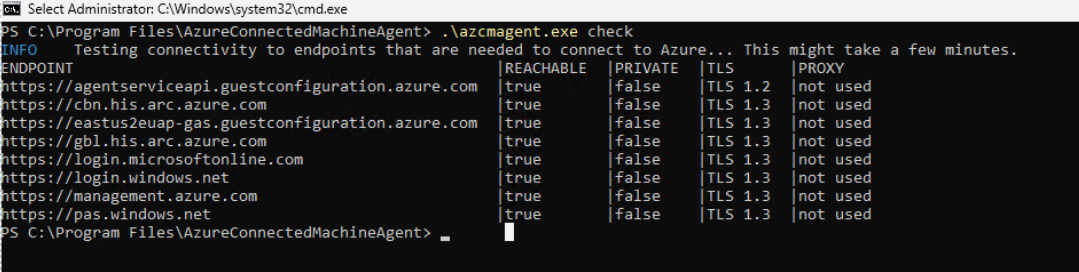 Select Administrator: C:\Windows\system32\cmd.exe
PS C:\Program Files\AzureConnectedMachineAgent> .\azcmagent.exe check
INFO    Testing connectivity to endpoints that are needed to connect to Azure... This might take a few minutes.
ENDPOINT |REACHABLE |PRIVATE |TLS |PROXY
https://agentserviceapi.guestconfiguration.azure.com |true |false |TLS 1.2 |not used
https://cbn.his.arc.azure.com |true |false |TLS 1.3 |not used
https://eastus2euap-gas.guestconfiguration.azure.com |true |false |TLS 1.3 |not used
https://gbl.his.arc.azure.com |true |false |TLS 1.3 |not used
https://login.microsoftonline.com |true |false |TLS 1.3 |not used
https://login.windows.net |true |false |TLS 1.3 |not used
https://management.azure.com |true |false |TLS 1.3 |not used
https://pas.windows.net |true |false |TLS 1.3 |not used
PS C:\Program Files\AzureConnectedMachineAgent> _